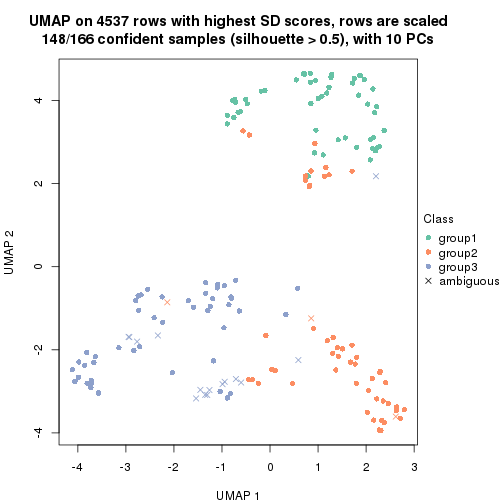 UMAP on 4537 rows with highest SD scores, rows are scaled
148/166 confident samples (silhouette > 0.5), with 10 PCs
4
2
0
-2
-4
UMAP 2
-4
-3
-2
-1
0
1
2
3
UMAP 1
Class
group1
group2
group3
ambiguous